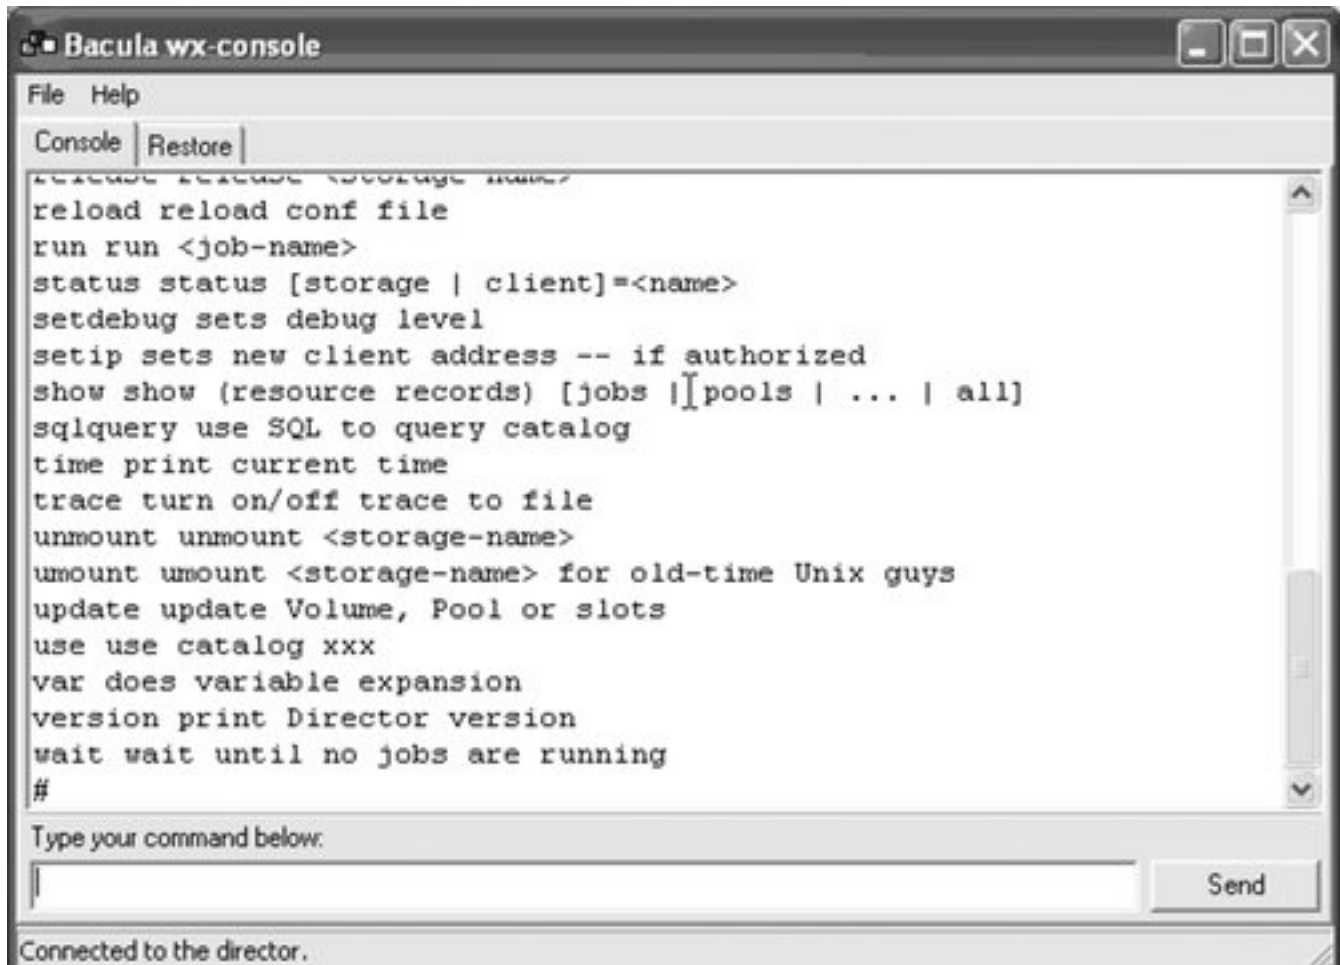 Bacula wx-console
File Help
Console Restore
release release <storage-name>
reload reload conf file
run run <job-name>
status status [storage | client]=<name>
setdebug sets debug level
setip sets new client address -- if authorized
show show (resource records) [jobs | pools | ... | all]
sqlquery use SQL to query catalog
time print current time
trace turn on/off trace to file
unmount unmount <storage-name>
umount umount <storage-name> for old-time Unix guys
update update Volume, Pool or slots
use use catalog xxx
var does variable expansion
version print Director version
wait wait until no jobs are running
#
Type your command below:
Send
Connected to the director.